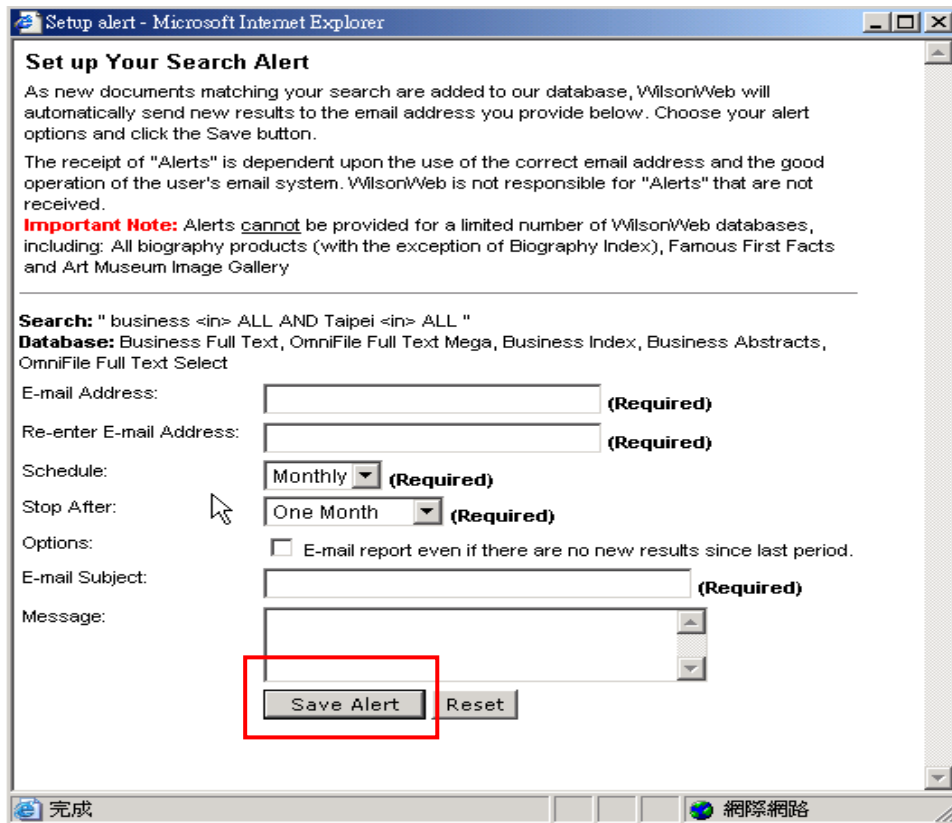 Setup alert - Microsoft Internet Explorer
Set up Your Search Alert
As new documents matching your search are added to our database, WilsonWeb will
automatically send new results to the email address you provide below. Choose your alert
options and click the Save button.
The receipt of "Alerts" is dependent upon the use of the correct email address and the good
operation of the user's email system. WilsonWeb is not responsible for "Alerts" that are not
received.
Important Note: Alerts cannot be provided for a limited number of WilsonWeb databases,
including: All biography products (with the exception of Biography Index), Famous First Facts
and Art Museum Image Gallery
Search: " business <in> ALL AND Taipei <in> ALL "
Database: Business Full Text, OmniFile Full Text Mega, Business Index, Business Abstracts,
OmniFile Full Text Select
E-mail Address: (Required)
Re-enter E-mail Address: (Required)
Schedule: Monthly (Required)
Stop After: One Month (Required)
Options: E-mail report even if there are no new results since last period.
E-mail Subject: (Required)
Message:
Save Alert Reset
完成 網際網路